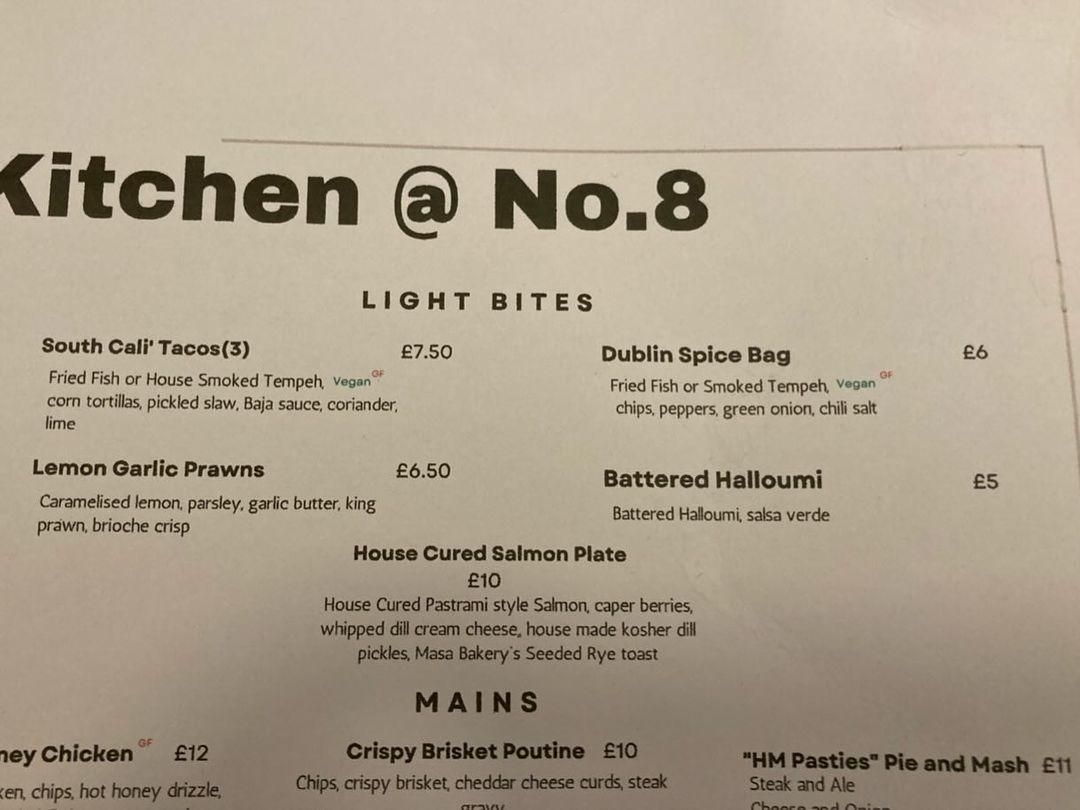 Kitchen @ No.8
LIGHT BITES
South Cali' Tacos(3) £7.50
Fried Fish or House Smoked Tempeh, Vegan GF
corn tortillas, pickled slaw, Baja sauce, coriander,
lime
Dublin Spice Bag £6
Fried Fish or Smoked Tempeh, Vegan GF
chips, peppers, green onion, chili salt
Lemon Garlic Prawns £6.50
Caramelised lemon, parsley, garlic butter, king
prawn, brioche crisp
Battered Halloumi £5
Battered Halloumi, salsa verde
House Cured Salmon Plate
£10
House Cured Pastrami style Salmon, caper berries,
whipped dill cream cheese, house made kosher dill
pickles, Masa Bakery's Seeded Rye toast
MAINS
ney Chicken GF £12
ken, chips, hot honey drizzle,
Crispy Brisket Poutine £10
Chips, crispy brisket, cheddar cheese curds, steak
gravy
"HM Pasties" Pie and Mash £11
Steak and Ale
Cheese and Onion